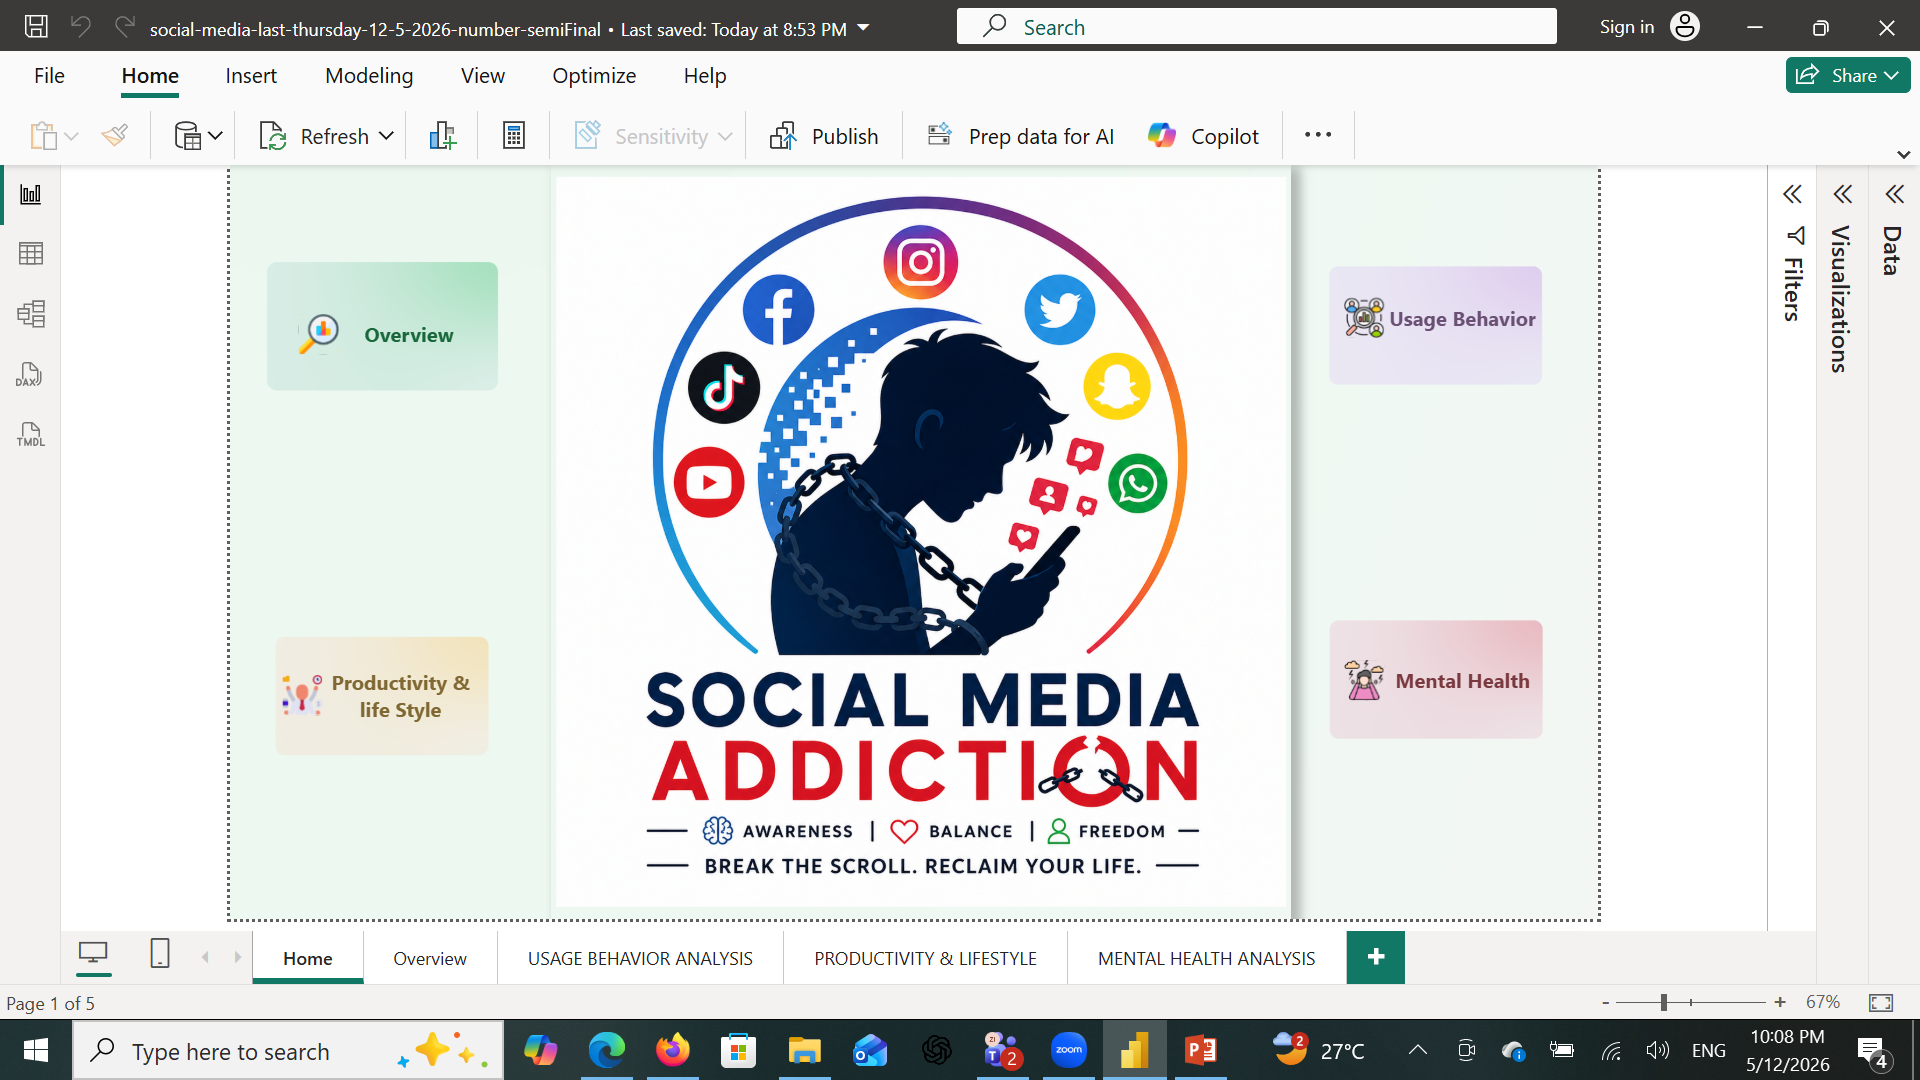 social-media-last-thursday-12-5-2026-number-semiFinal • Last saved: Today at 8:53 PM
Search
Sign in
File
Home
Insert
Modeling
View
Optimize
Help
Share
Refresh
Sensitivity
Publish
Prep data for AI
Copilot
DAX
TMDL
Overview
Usage Behavior
Productivity &
life Style
Mental Health
SOCIAL MEDIA
ADDICTION
AWARENESS | BALANCE | FREEDOM
BREAK THE SCROLL. RECLAIM YOUR LIFE.
Filters
Visualizations
Data
Home
Overview
USAGE BEHAVIOR ANALYSIS
PRODUCTIVITY & LIFESTYLE
MENTAL HEALTH ANALYSIS
Page 1 of 5
67%
Type here to search
2
zoom
2
27°C
ENG
10:08 PM
5/12/2026
4